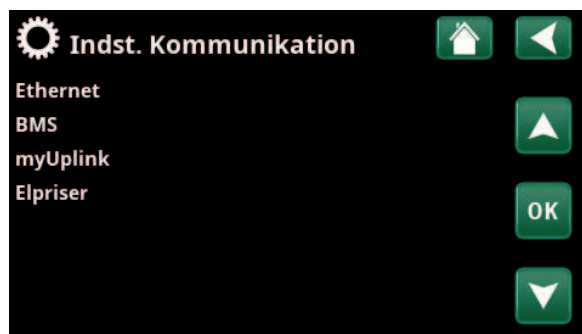 Indst. Kommunikation
Ethernet
BMS
myUplink
Elpriser
OK